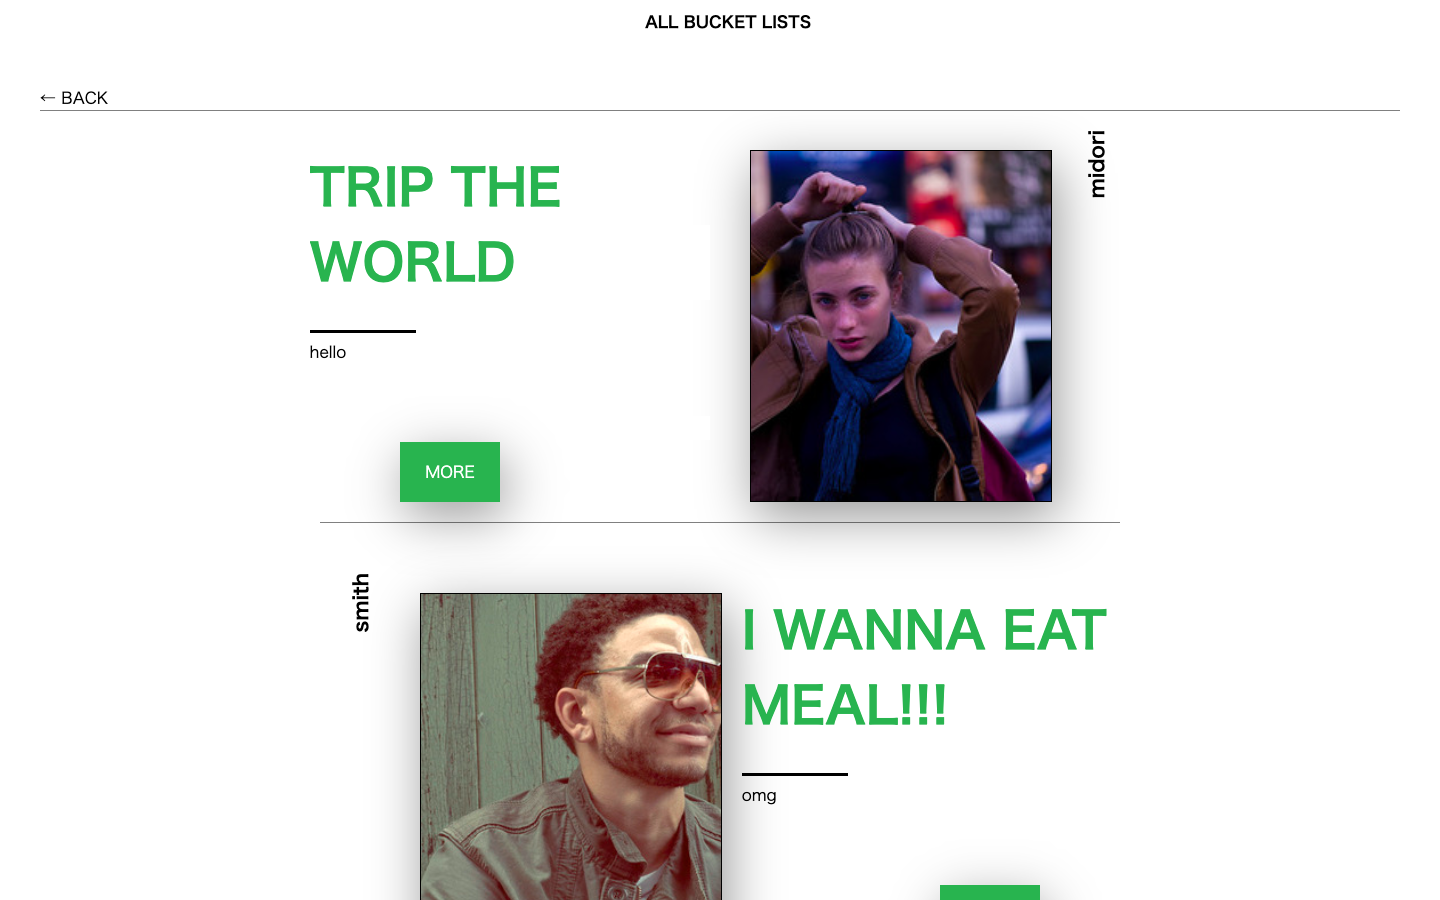 ALL BUCKET LISTS
← BACK
TRIP THE
WORLD
hello
MORE
midori
smith
I WANNA EAT
MEAL!!!
omg